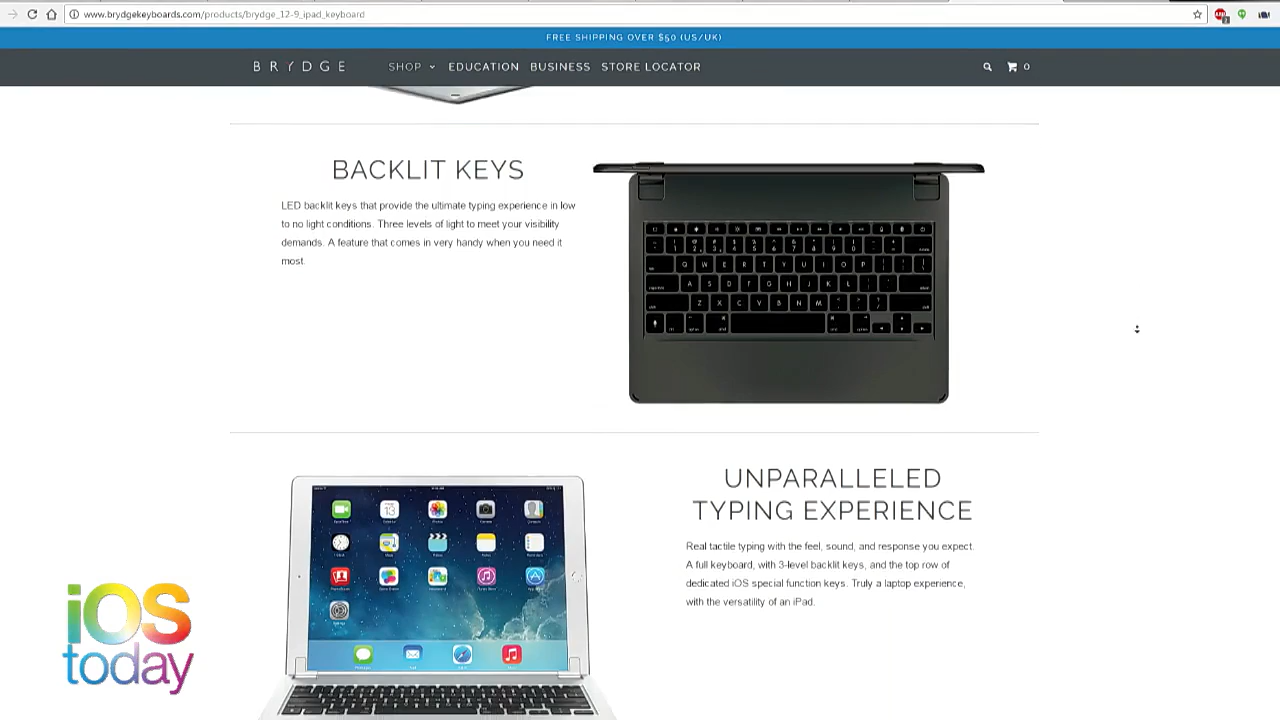 www.brydgekeyboards.com/products/brydge_12-9_ipad_keyboard
FREE SHIPPING OVER $50 (US/UK)
BRYDGE SHOP EDUCATION BUSINESS STORE LOCATOR 0
BACKLIT KEYS
LED backlit keys that provide the ultimate typing experience in low
to no light conditions. Three levels of light to meet your visibility
demands. A feature that comes in very handy when you need it
most.
Q W E R T Y U I O P
A S D F G H J K L
Z X C V B N M
UNPARALLELED
TYPING EXPERIENCE
Real tactile typing with the feel, sound, and response you expect.
A full keyboard, with 3-level backlit keys, and the top row of
dedicated iOS special function keys. Truly a laptop experience,
with the versatility of an iPad.
iOS
today